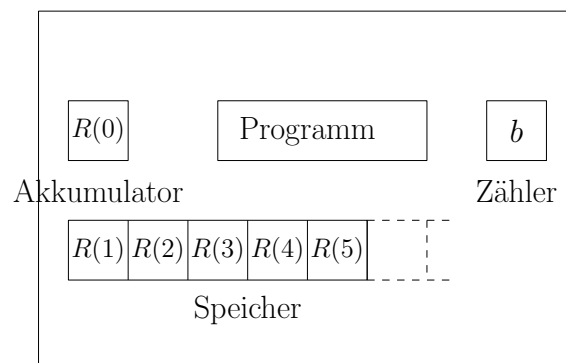 R(0) Programm b
Akkumulator Zähler
R(1) R(2) R(3) R(4) R(5)
Speicher